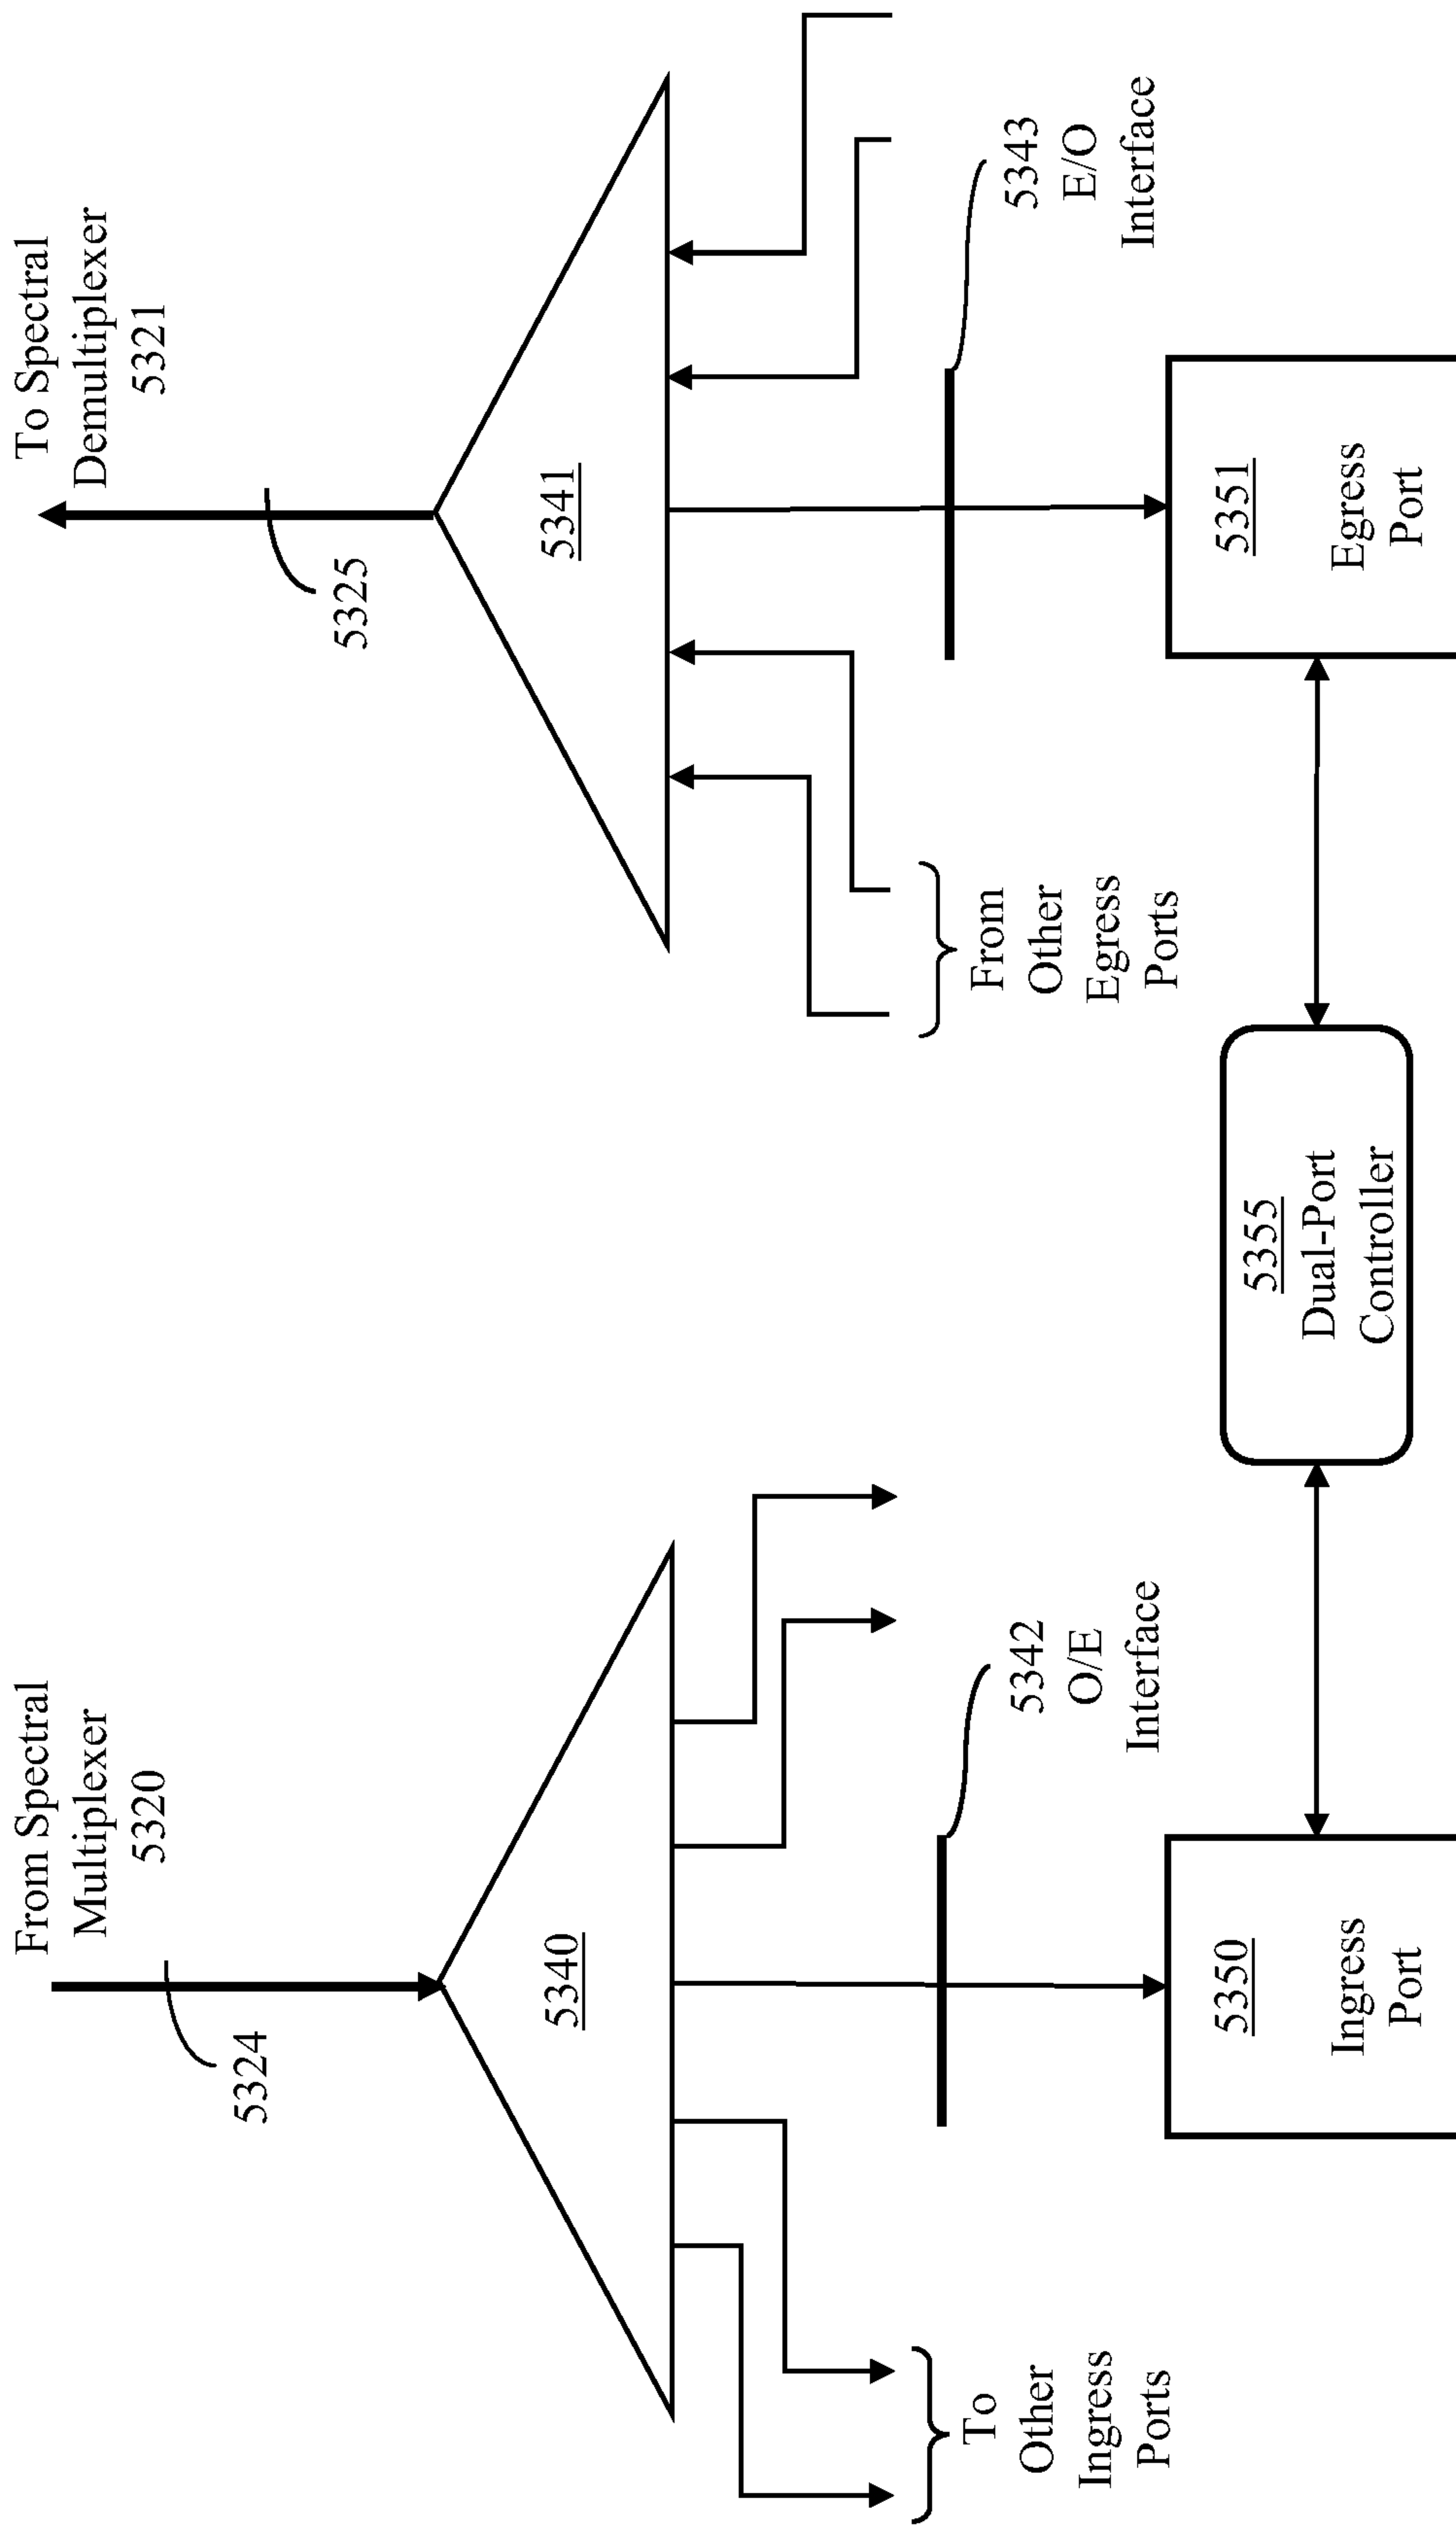 From Spectral
Multiplexer
5320
5324
5340
To
Other
Ingress
Ports
5342
O/E
Interface
5350
Ingress
Port
5355
Dual-Port
Controller
To Spectral
Demultiplexer
5321
5325
5341
From
Other
Egress
Ports
5343
E/O
Interface
5351
Egress
Port